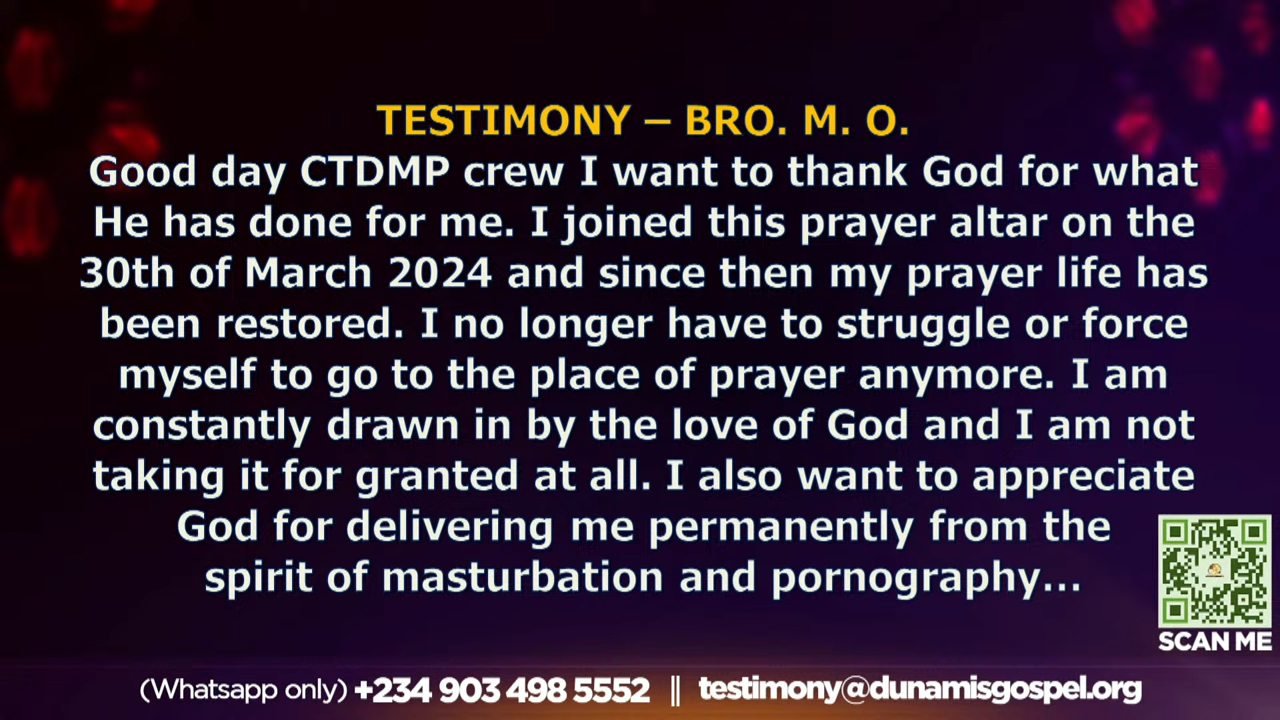 TESTIMONY – BRO. M. O.
Good day CTDMP crew I want to thank God for what
He has done for me. I joined this prayer altar on the
30th of March 2024 and since then my prayer life has
been restored. I no longer have to struggle or force
myself to go to the place of prayer anymore. I am
constantly drawn in by the love of God and I am not
taking it for granted at all. I also want to appreciate
God for delivering me permanently from the
spirit of masturbation and pornography...
SCAN ME
(Whatsapp only) +234 903 498 5552 || testimony@dunamisgospel.org